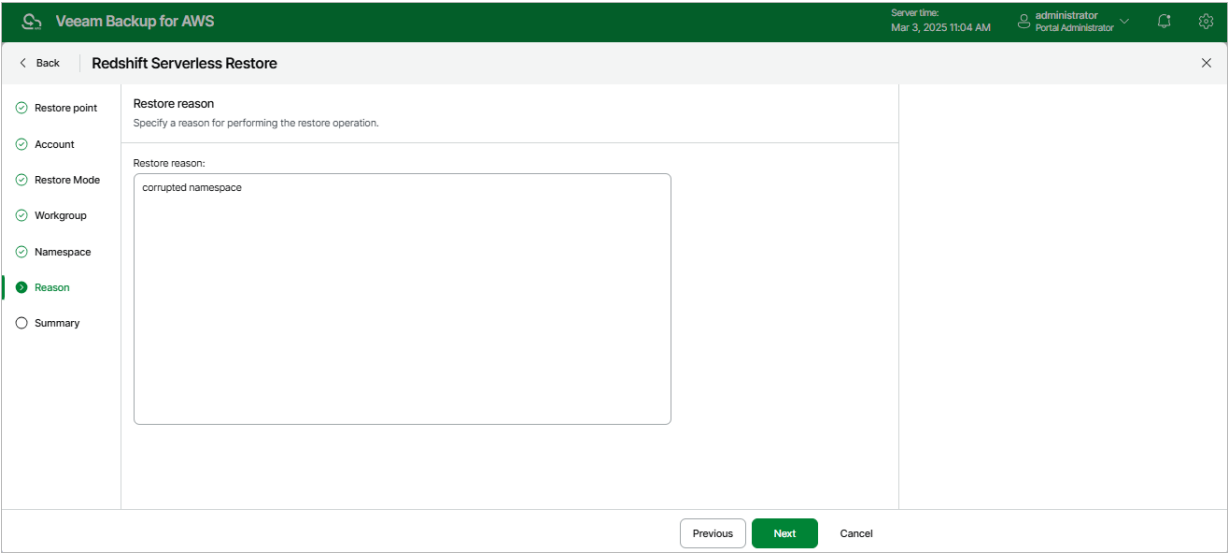 Veeam Backup for AWS
Server time:
Mar 3, 2025 11:04 AM
administrator
Portal Administrator
Back
Redshift Serverless Restore
Restore point
Account
Restore Mode
Workgroup
Namespace
Reason
Summary
Restore reason
Specify a reason for performing the restore operation.
Restore reason:
corrupted namespace
Previous
Next
Cancel